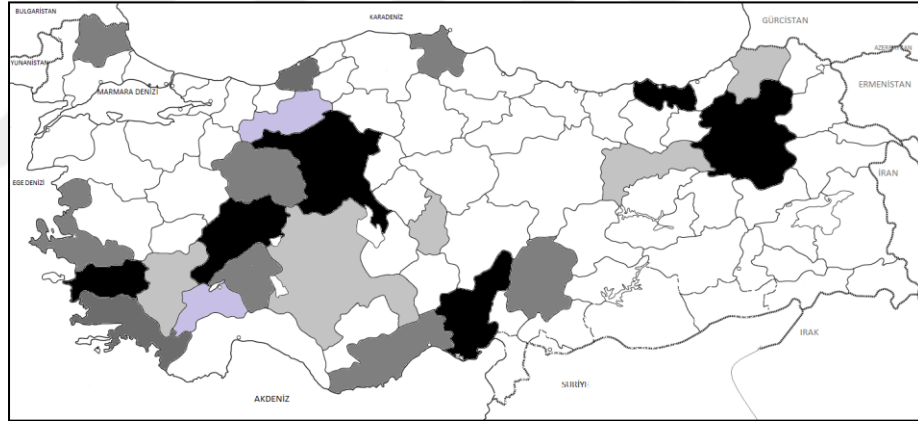 BULGARİSTAN
KARADENİZ
GÜRCİSTAN
YUNANİSTAN
AZERBAYCAN
MARMARA DENİZİ
ERMENİSTAN
EGE DENİZİ
İRAN
IRAK
SURİYE
AKDENİZ